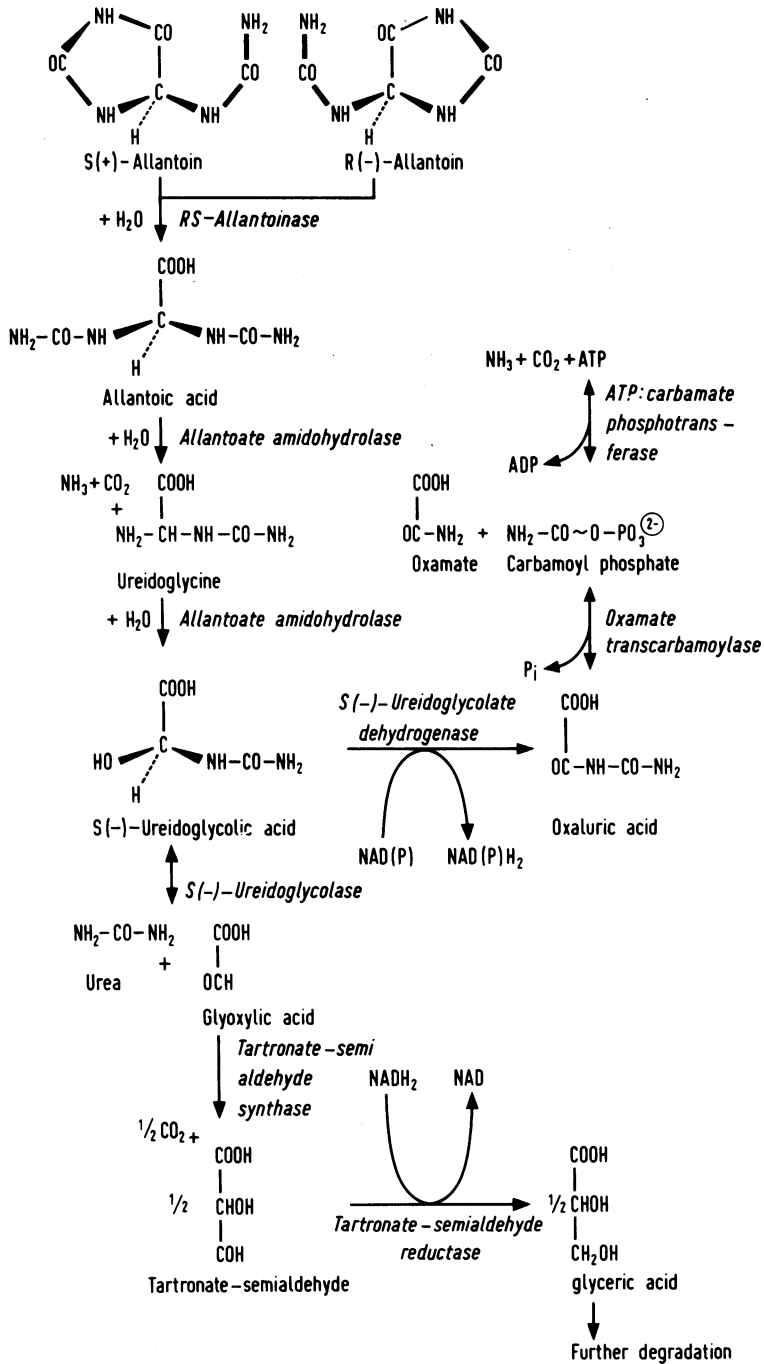 NH CO NH2 NH2 OC NH
OC CO CO CO
NH C NH NH C NH
H H
S(+)-Allantoin R(-)-Allantoin
+ H2O RS-Allantoinase
COOH
NH2-CO-NH C NH-CO-NH2
H
Allantoic acid
+ H2O Allantoate amidohydrolase
NH3+CO2 COOH
+
NH2-CH-NH-CO-NH2
Ureidoglycine
+ H2O Allantoate amidohydrolase
COOH
HO C NH-CO-NH2
H
S(-)-Ureidoglycolic acid
NH3+CO2+ATP
ATP:carbamate
phosphotrans-
ferase
ADP
COOH
OC-NH2 + NH2-CO~O-PO3 2-
Oxamate Carbamoyl phosphate
Oxamate
transcarbamoylase
Pi
S(-)-Ureidoglycolate
dehydrogenase
NAD(P) NAD(P)H2
COOH
OC-NH-CO-NH2
Oxaluric acid
S(-)-Ureidoglycolase
NH2-CO-NH2 COOH
+
Urea OCH
Glyoxylic acid
Tartronate-semi
aldehyde
synthase
½CO2+
COOH
½ CHOH
COH
Tartronate-semialdehyde
NADH2 NAD
Tartronate-semialdehyde
reductase
COOH
½CHOH
CH2OH
glyceric acid
Further degradation